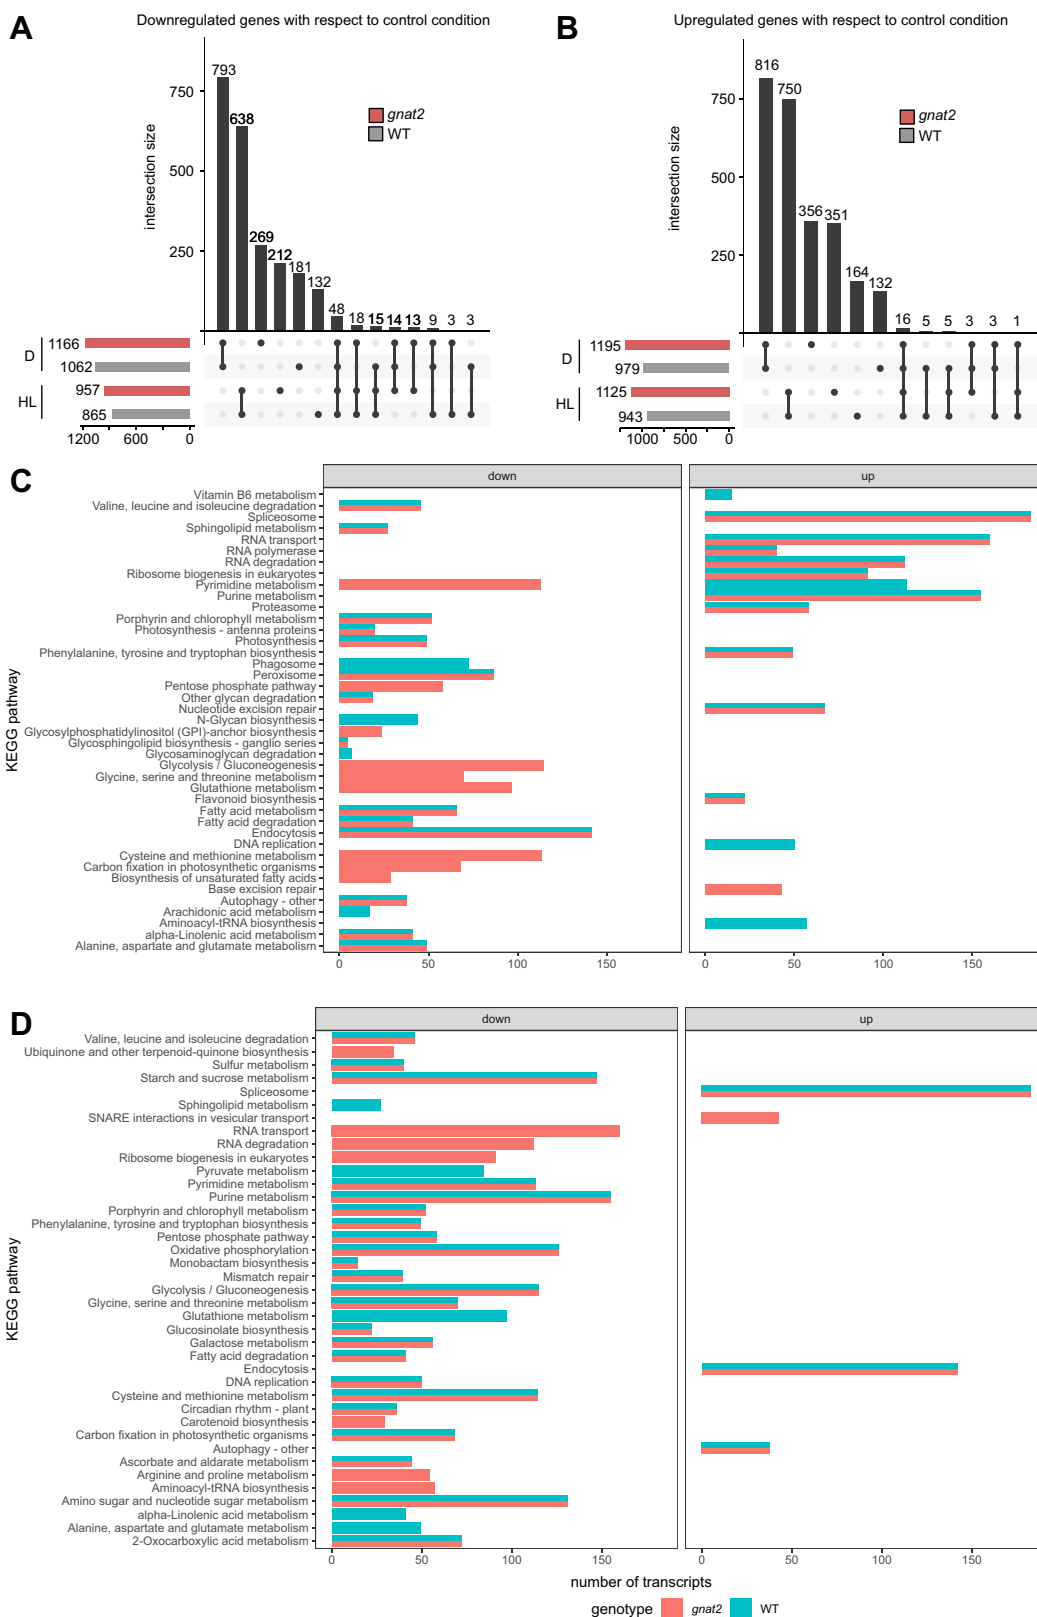 A
Downregulated genes with respect to control condition
793
638
269
212
181
132
48
18
15
14
13
9
3
3
750
500
250
intersection size
gnat2
WT
D
HL
1166
1062
957
865
1200
600
0
B
Upregulated genes with respect to control condition
816
750
356
351
164
132
16
5
5
3
3
1
750
500
250
intersection size
gnat2
WT
D
HL
1195
979
1125
943
1000
500
0
C
down
up
KEGG pathway
Vitamin B6 metabolism
Valine, leucine and isoleucine degradation
Spliceosome
Sphingolipid metabolism
RNA transport
RNA polymerase
RNA degradation
Ribosome biogenesis in eukaryotes
Pyrimidine metabolism
Purine metabolism
Proteasome
Porphyrin and chlorophyll metabolism
Photosynthesis - antenna proteins
Photosynthesis
Phenylalanine, tyrosine and tryptophan biosynthesis
Phagosome
Peroxisome
Pentose phosphate pathway
Other glycan degradation
Nucleotide excision repair
N-Glycan biosynthesis
Glycosylphosphatidylinositol (GPI)-anchor biosynthesis
Glycosphingolipid biosynthesis - ganglio series
Glycosaminoglycan degradation
Glycolysis / Gluconeogenesis
Glycine, serine and threonine metabolism
Glutathione metabolism
Flavonoid biosynthesis
Fatty acid metabolism
Fatty acid degradation
Endocytosis
DNA replication
Cysteine and methionine metabolism
Carbon fixation in photosynthetic organisms
Biosynthesis of unsaturated fatty acids
Base excision repair
Autophagy - other
Arachidonic acid metabolism
Aminoacyl-tRNA biosynthesis
alpha-Linolenic acid metabolism
Alanine, aspartate and glutamate metabolism
0 50 100 150
0 50 100 150
D
down
up
KEGG pathway
Valine, leucine and isoleucine degradation
Ubiquinone and other terpenoid-quinone biosynthesis
Sulfur metabolism
Starch and sucrose metabolism
Spliceosome
Sphingolipid metabolism
SNARE interactions in vesicular transport
RNA transport
RNA degradation
Ribosome biogenesis in eukaryotes
Pyruvate metabolism
Pyrimidine metabolism
Purine metabolism
Porphyrin and chlorophyll metabolism
Phenylalanine, tyrosine and tryptophan biosynthesis
Pentose phosphate pathway
Oxidative phosphorylation
Monobactam biosynthesis
Mismatch repair
Glycolysis / Gluconeogenesis
Glycine, serine and threonine metabolism
Glutathione metabolism
Glucosinolate biosynthesis
Galactose metabolism
Fatty acid degradation
Endocytosis
DNA replication
Cysteine and methionine metabolism
Circadian rhythm - plant
Carotenoid biosynthesis
Carbon fixation in photosynthetic organisms
Autophagy - other
Ascorbate and aldarate metabolism
Arginine and proline metabolism
Aminoacyl-tRNA biosynthesis
Amino sugar and nucleotide sugar metabolism
alpha-Linolenic acid metabolism
Alanine, aspartate and glutamate metabolism
2-Oxocarboxylic acid metabolism
0 50 100 150
0 50 100 150
number of transcripts
genotype gnat2 WT